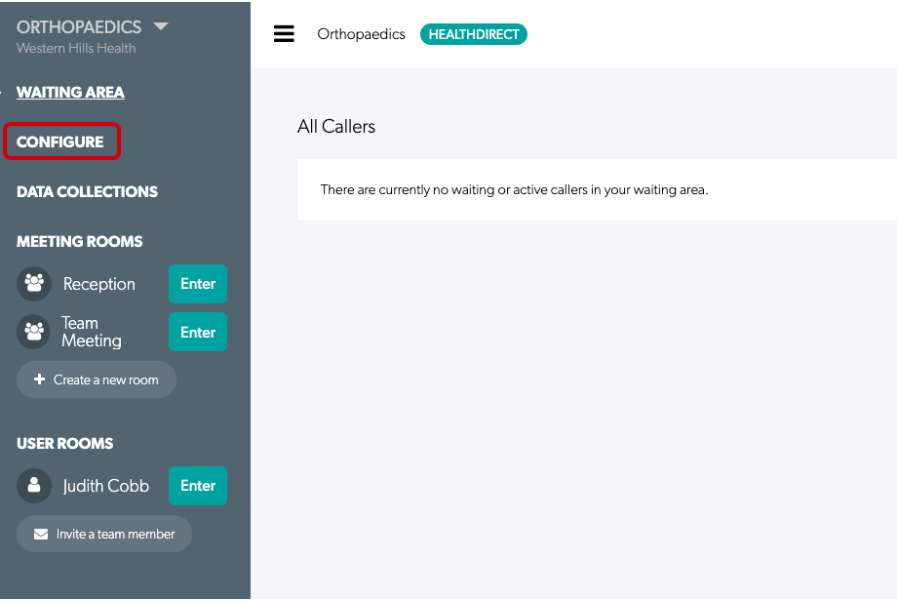 ORTHOPAEDICS
Western Hills Health
WAITING AREA
CONFIGURE
DATA COLLECTIONS
MEETING ROOMS
Reception Enter
Team
Meeting Enter
Create a new room
USER ROOMS
Judith Cobb Enter
Invite a team member
Orthopaedics HEALTHDIRECT
All Callers
There are currently no waiting or active callers in your waiting area.